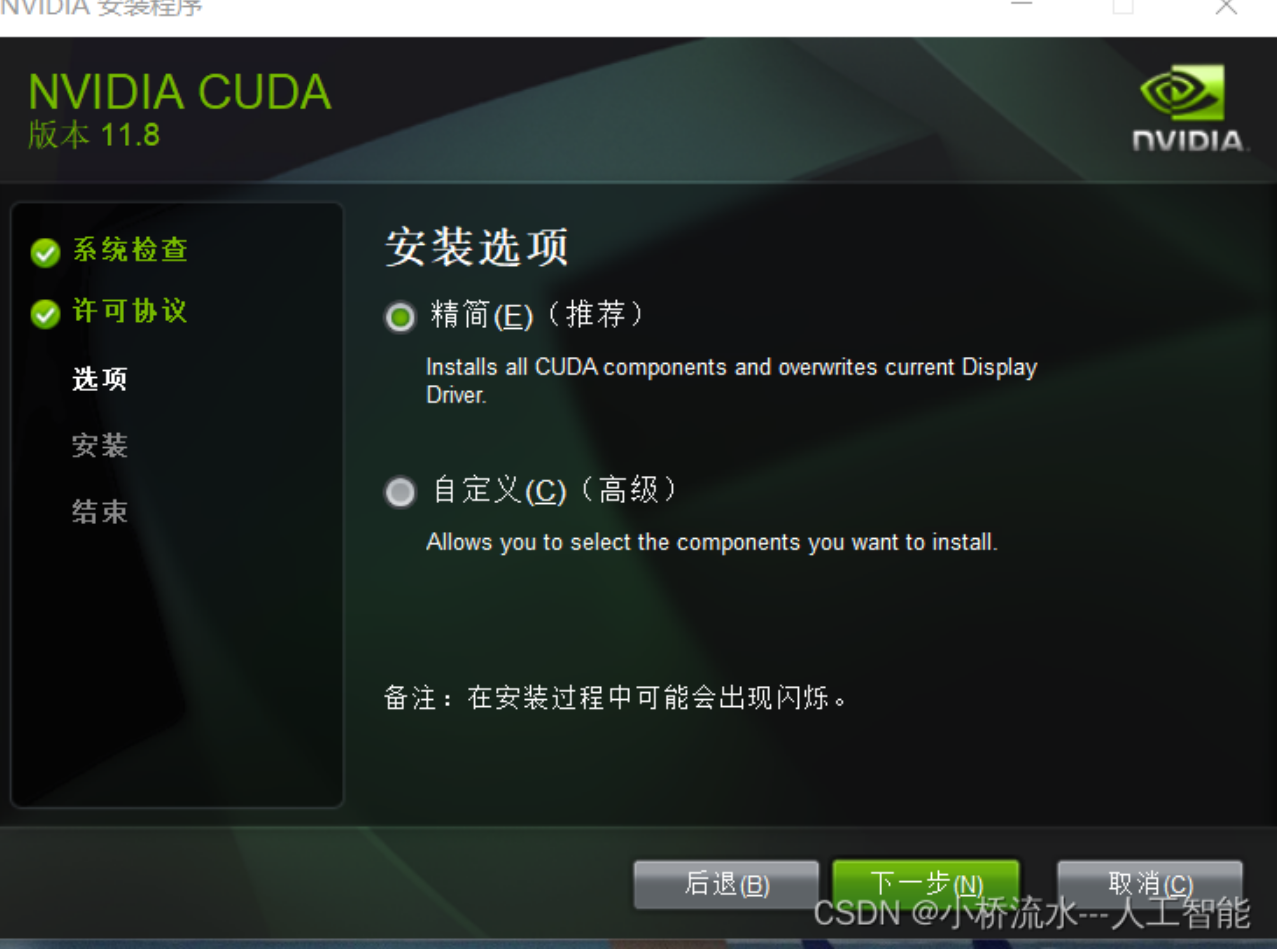 NVIDIA 安装程序
NVIDIA CUDA
版本 11.8
NVIDIA.
系统检查
许可协议
选项
安装
结束
安装选项
精简(E)（推荐）
Installs all CUDA components and overwrites current Display
Driver.
自定义(C)（高级）
Allows you to select the components you want to install.
备注：在安装过程中可能会出现闪烁。
后退(B)
下一步(N)
取消(C)
CSDN @小桥流水---人工智能